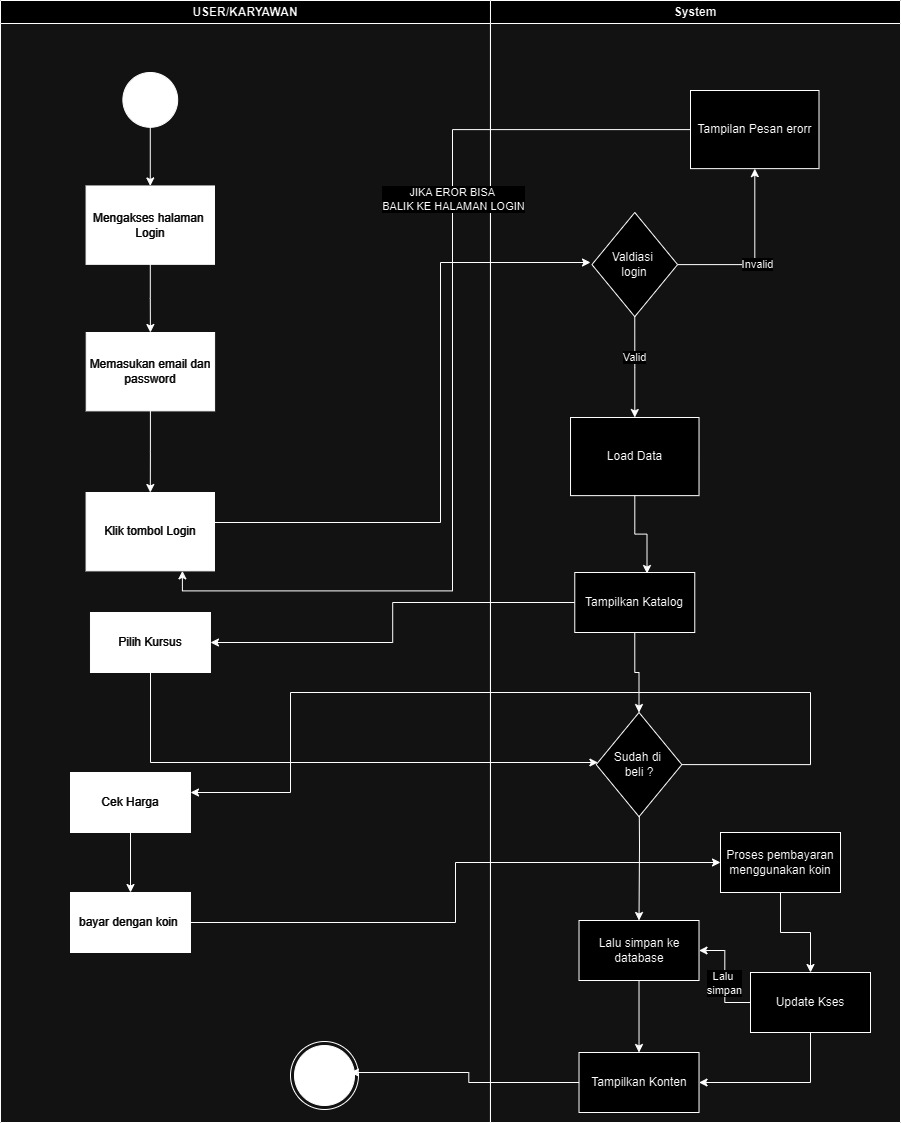 USER/KARYAWAN
System
Tampilan Pesan erorr
JIKA EROR BISA
BALIK KE HALAMAN LOGIN
Mengakses halaman
Login
Valdiasi
login
Invalid
Valid
Memasukan email dan
password
Load Data
Klik tombol Login
Tampilkan Katalog
Pilih Kursus
Sudah di
beli ?
Cek Harga
Proses pembayaran
menggunakan koin
bayar dengan koin
Lalu simpan ke
database
Lalu
simpan
Update Kses
Tampilkan Konten